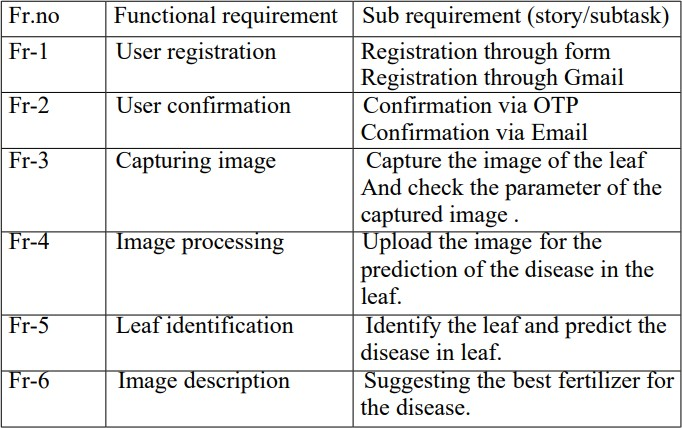 Fr.no Functional requirement Sub requirement (story/subtask)
Fr-1 User registration Registration through form
Registration through Gmail
Fr-2 User confirmation Confirmation via OTP
Confirmation via Email
Fr-3 Capturing image Capture the image of the leaf
And check the parameter of the
captured image .
Fr-4 Image processing Upload the image for the
prediction of the disease in the
leaf.
Fr-5 Leaf identification Identify the leaf and predict the
disease in leaf.
Fr-6 Image description Suggesting the best fertilizer for
the disease.